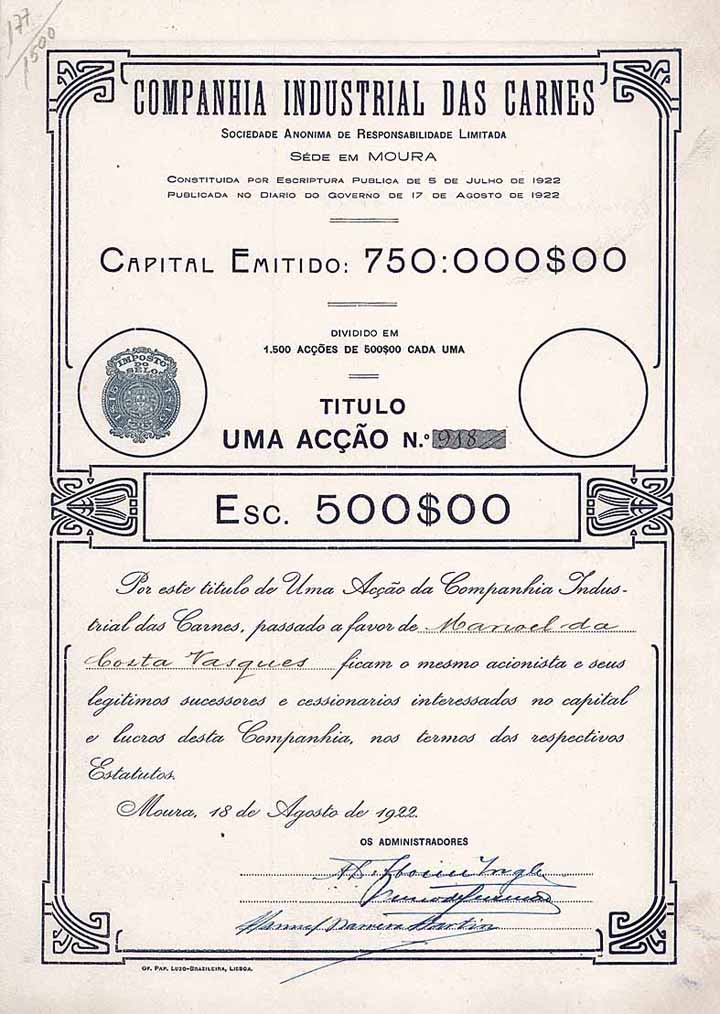 177
1500
COMPANHIA INDUSTRIAL DAS CARNES
SOCIEDADE ANONIMA DE RESPONSABILIDADE LIMITADA
SÉDE EM MOURA
CONSTITUIDA POR ESCRIPTURA PUBLICA DE 5 DE JULHO DE 1922
PUBLICADA NO DIARIO DO GOVERNO DE 17 DE AGOSTO DE 1922
CAPITAL EMITIDO: 750:000$00
DIVIDIDO EM
1.500 ACÇÕES DE 500$00 CADA UMA
IMPOSTO
DO
SELO
TITULO
UMA ACÇÃO N.º 918
ESC. 500$00
Por este titulo de Uma Acção da Companhia Indus-
trial das Carnes, passado a favor de Manoel da
Costa Vasques ficam o mesmo acionista e seus
legitimos sucessores e cessionarios interessados no capital
e lucros desta Companhia, nos termos dos respectivos
Estatutos.
Moura, 18 de Agosto de 1922.
OS ADMINISTRADORES
Manuel Barrera Martin
OF. PAP. LUZO-BRAZILEIRA, LISBOA.